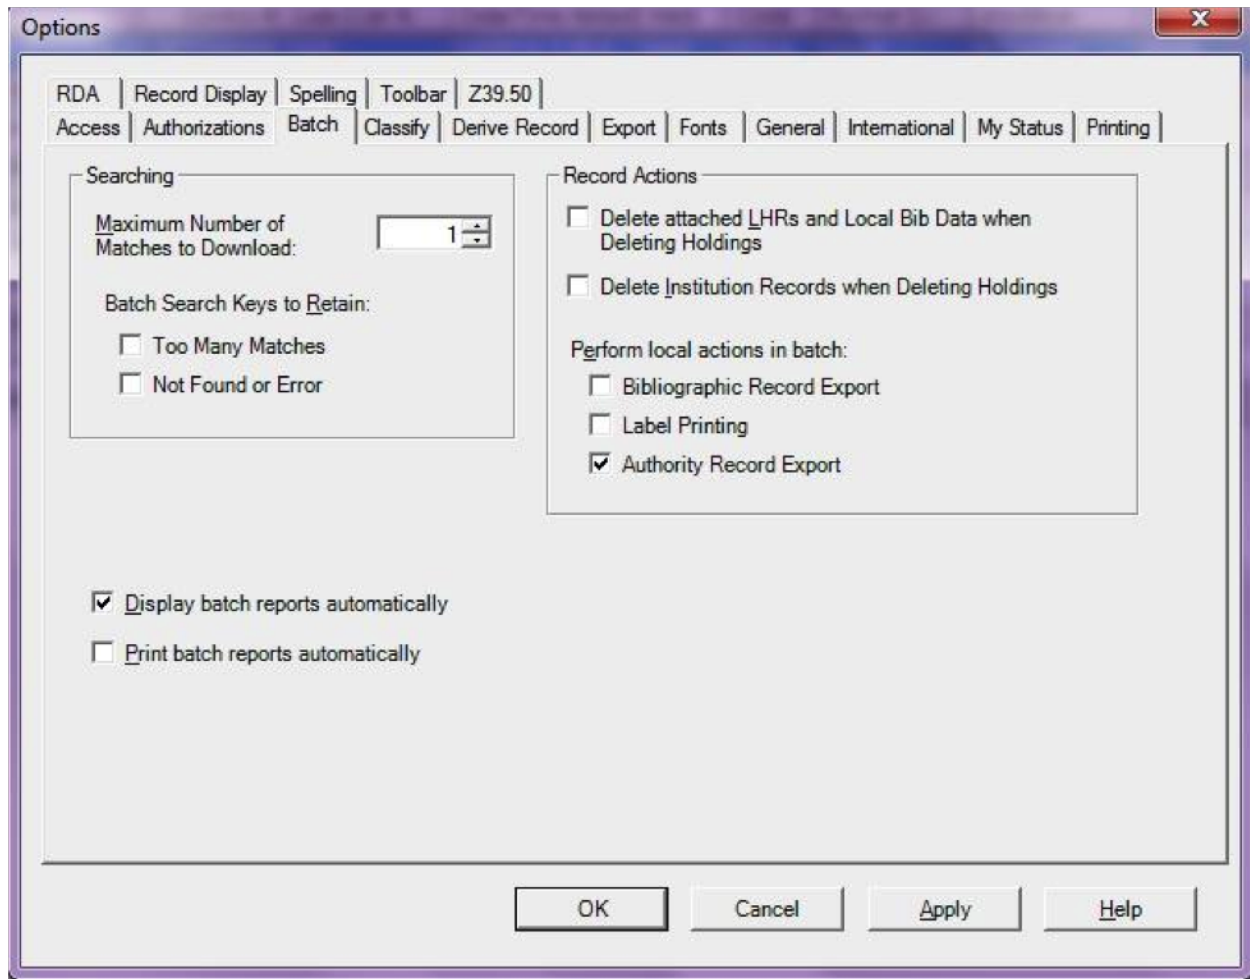 Options
RDA Record Display Spelling Toolbar Z39.50
Access Authorizations Batch Classify Derive Record Export Fonts General International My Status Printing
Searching
Maximum Number of
Matches to Download:
1
Batch Search Keys to Retain:
Too Many Matches
Not Found or Error
Record Actions
Delete attached LHRs and Local Bib Data when
Deleting Holdings
Delete Institution Records when Deleting Holdings
Perform local actions in batch:
Bibliographic Record Export
Label Printing
Authority Record Export
Display batch reports automatically
Print batch reports automatically
OK Cancel Apply Help